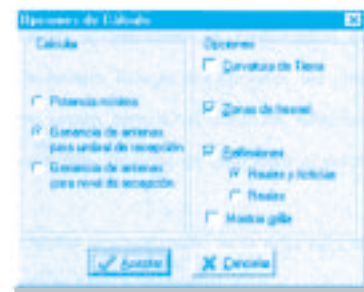 Opciones de Cálculo
Calcular
Potencia mínima
Ganancia de antenas
para umbral de recepción
Ganancia de antenas
para nivel de recepción
Opciones
Curvatura de Tierra
Zonas de fresnel
Reflexiones
Reales y ficticias
Reales
Mostrar grilla
Aceptar
Cancelar